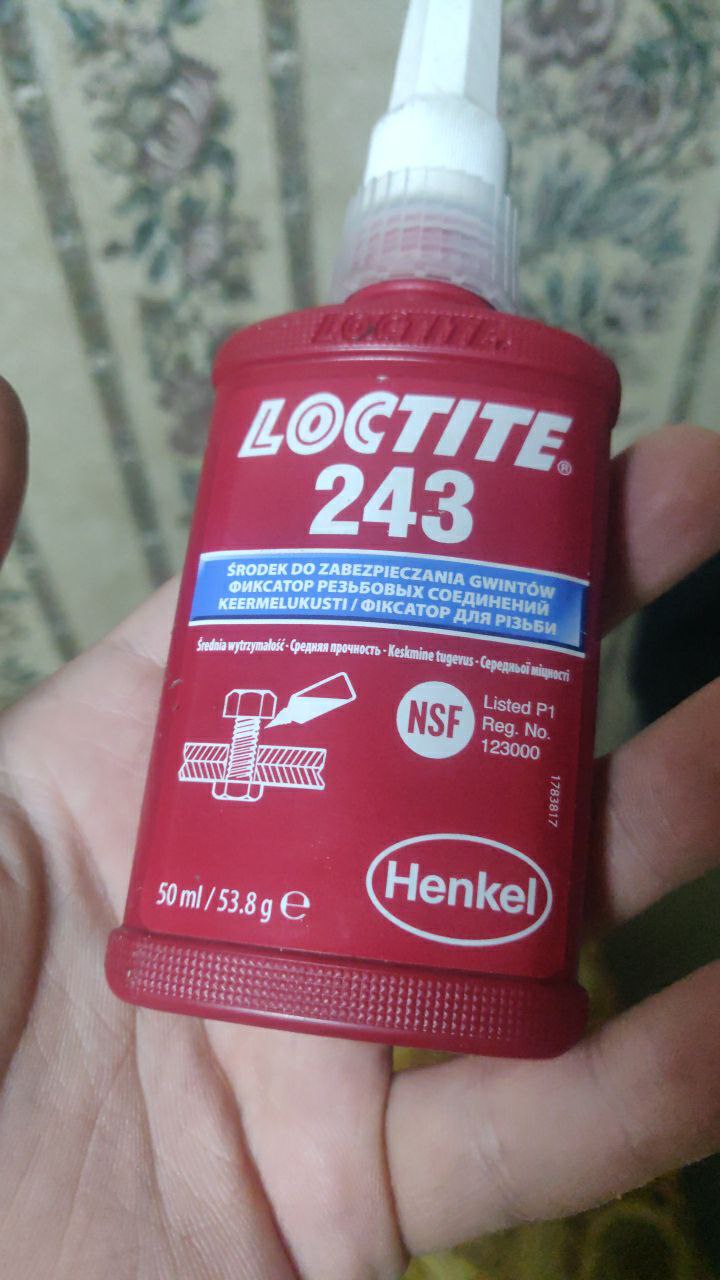 LOCTITE.
LOCTITE®
243
ŚRODEK DO ZABEZPIECZANIA GWINTÓW
ФИКСАТОР РЕЗЬБОВЫХ СОЕДИНЕНИЙ
KEERMELUKUSTI / ФІКСАТОР ДЛЯ РІЗЬБИ
Średnia wytrzymałość - Средняя прочность - Keskmine tugevus - Середньої міцності
NSF
Listed P1
Reg. No.
123000
1783817
Henkel
50 ml / 53.8 g ℮